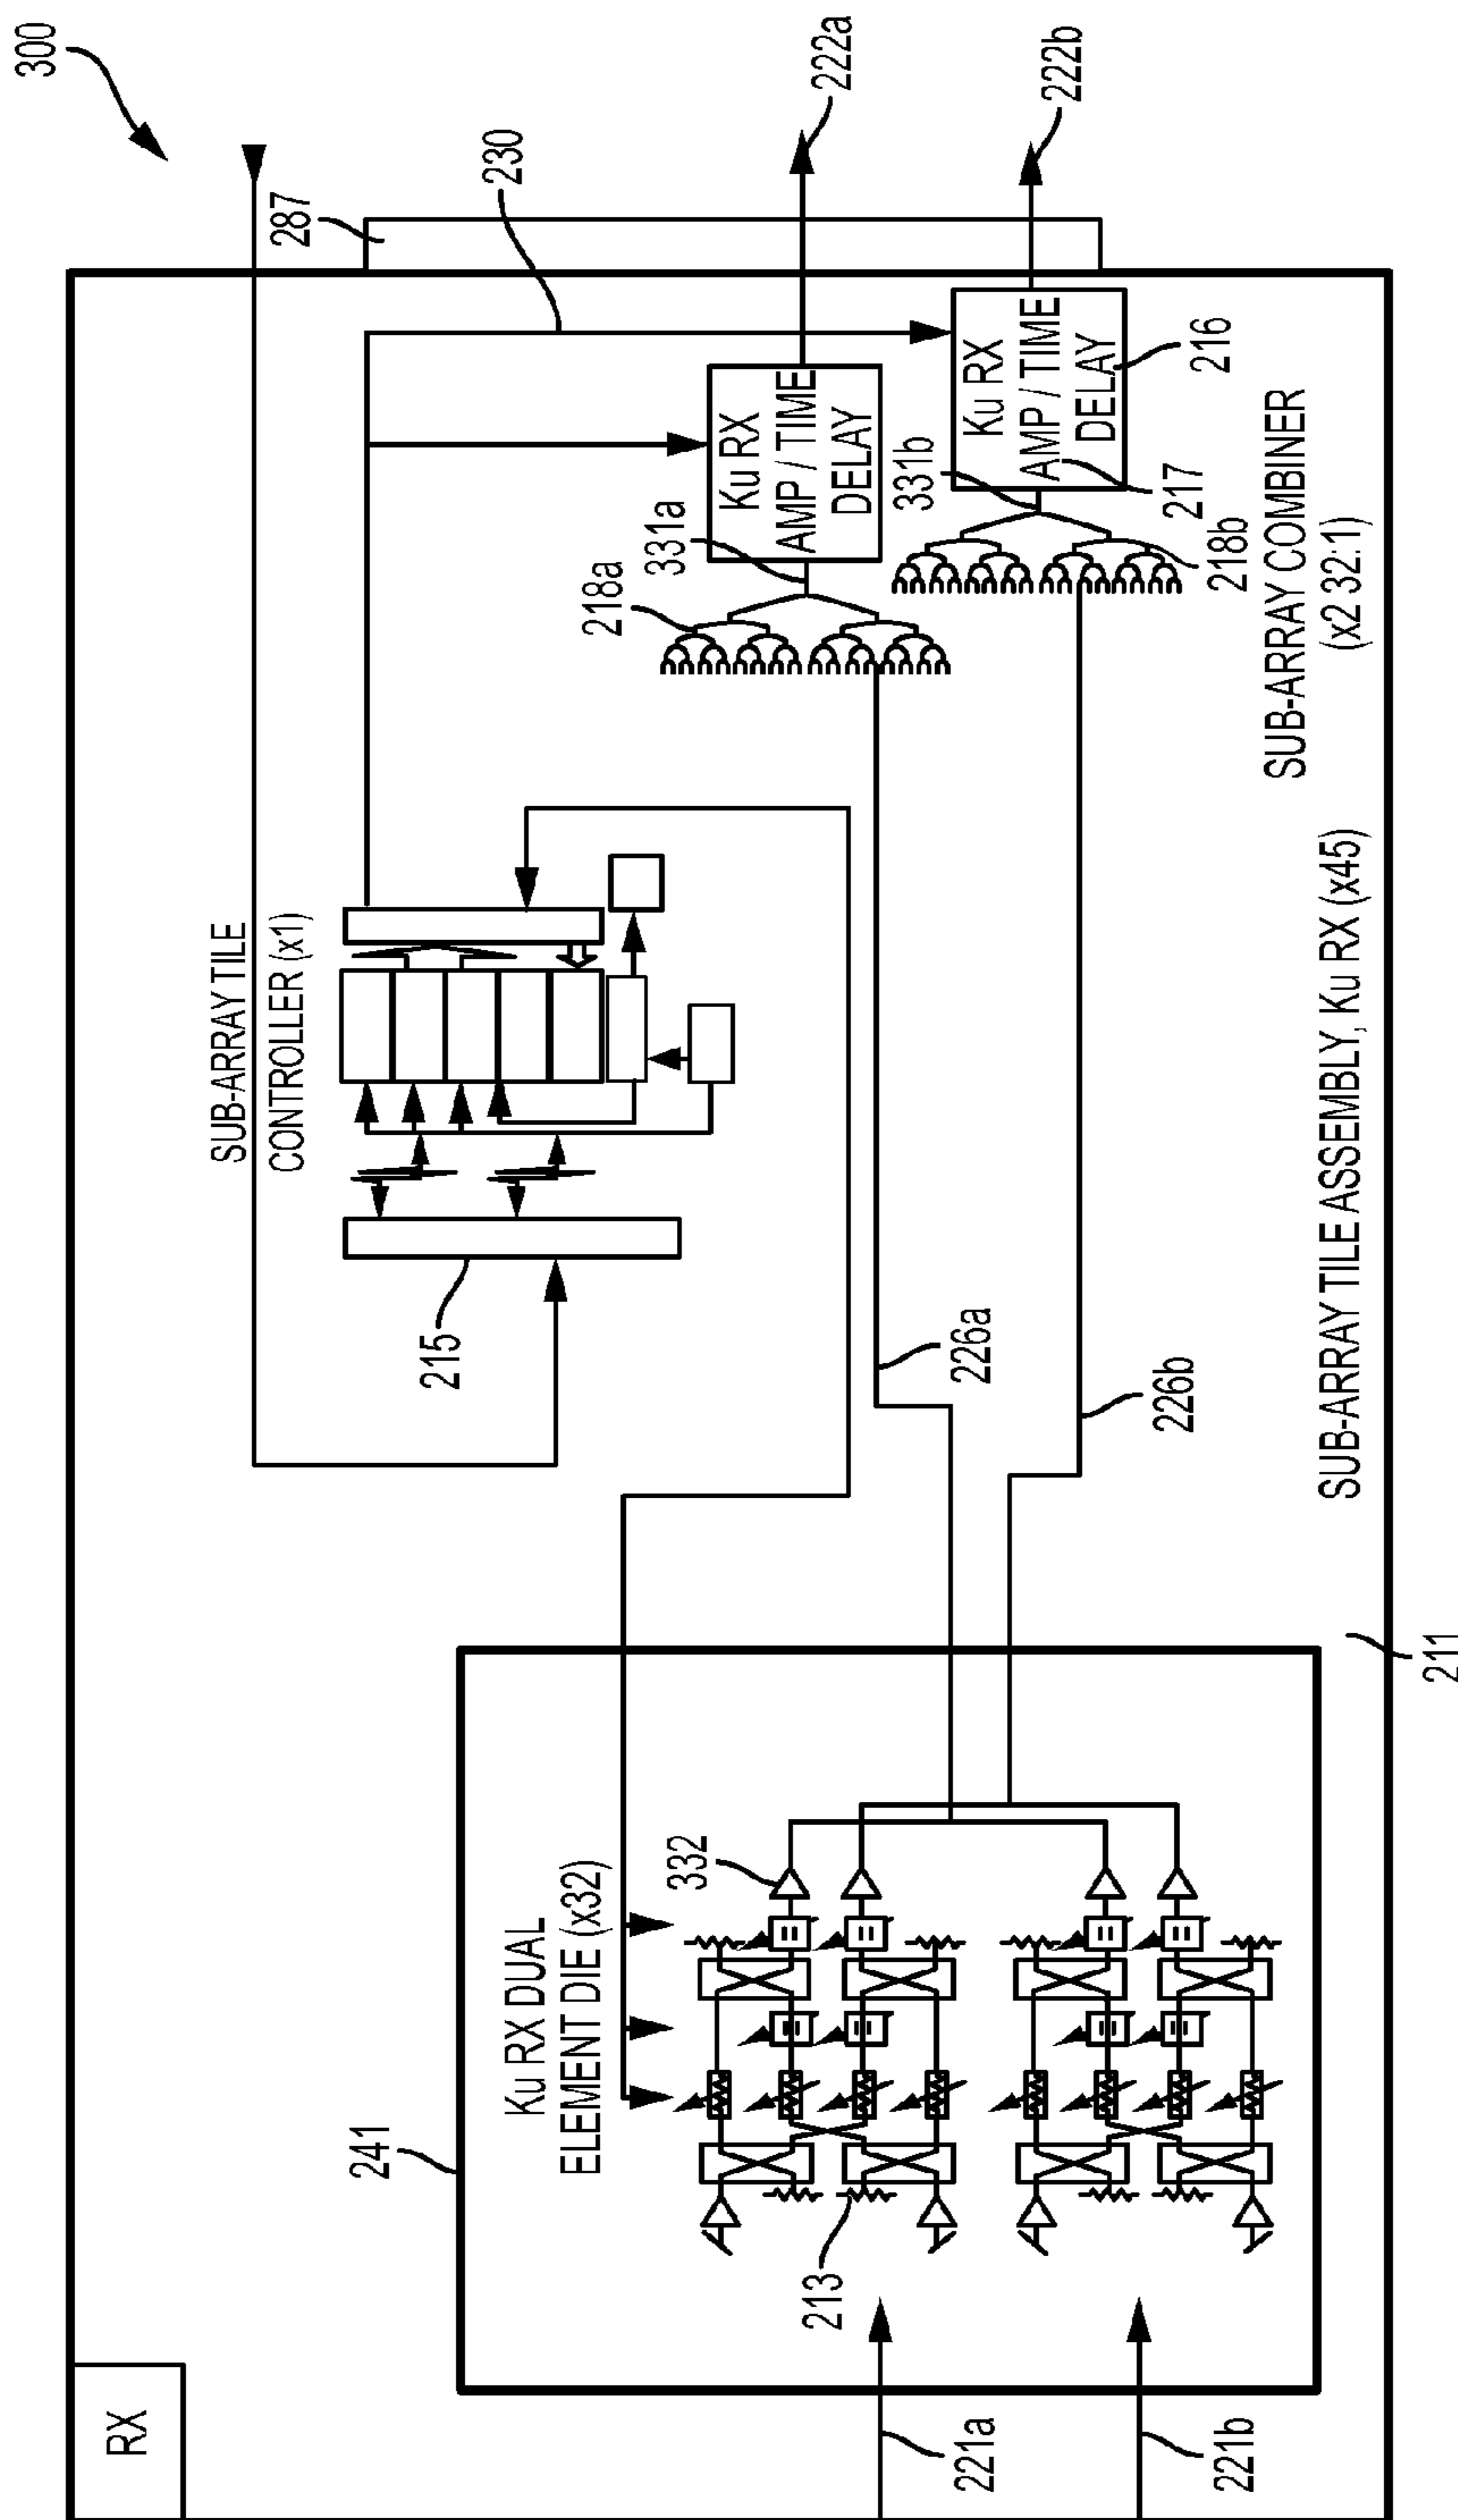 300
RX
SUB-ARRAY TILE
CONTROLLER (x1)
287
230
222a
222b
215
241
Ku RX DUAL
ELEMENT DIE (x32)
332
213
221a
221b
218a
331a
Ku RX
AMP / TIME
DELAY
331b
Ku RX
AMP / TIME
DELAY
217
216
218b
226a
226b
SUB-ARRAY COMBINER
(x2 32:1)
SUB-ARRAY TILE ASSEMBLY, Ku RX (x45)
211